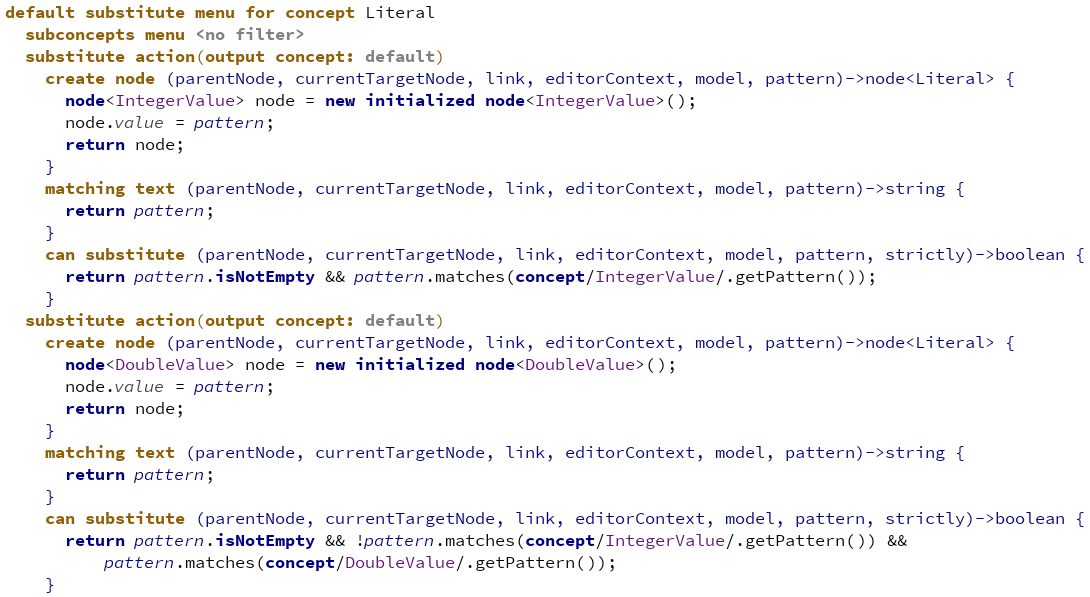 default substitute menu for concept Literal
subconcepts menu <no filter>
substitute action(output concept: default)
create node (parentNode, currentTargetNode, link, editorContext, model, pattern)->node<Literal> {
node<IntegerValue> node = new initialized node<IntegerValue>();
node.value = pattern;
return node;
}
matching text (parentNode, currentTargetNode, link, editorContext, model, pattern)->string {
return pattern;
}
can substitute (parentNode, currentTargetNode, link, editorContext, model, pattern, strictly)->boolean {
return pattern.isNotEmpty && pattern.matches(concept/IntegerValue/.getPattern());
}
substitute action(output concept: default)
create node (parentNode, currentTargetNode, link, editorContext, model, pattern)->node<Literal> {
node<DoubleValue> node = new initialized node<DoubleValue>();
node.value = pattern;
return node;
}
matching text (parentNode, currentTargetNode, link, editorContext, model, pattern)->string {
return pattern;
}
can substitute (parentNode, currentTargetNode, link, editorContext, model, pattern, strictly)->boolean {
return pattern.isNotEmpty && !pattern.matches(concept/IntegerValue/.getPattern()) &&
pattern.matches(concept/DoubleValue/.getPattern());
}